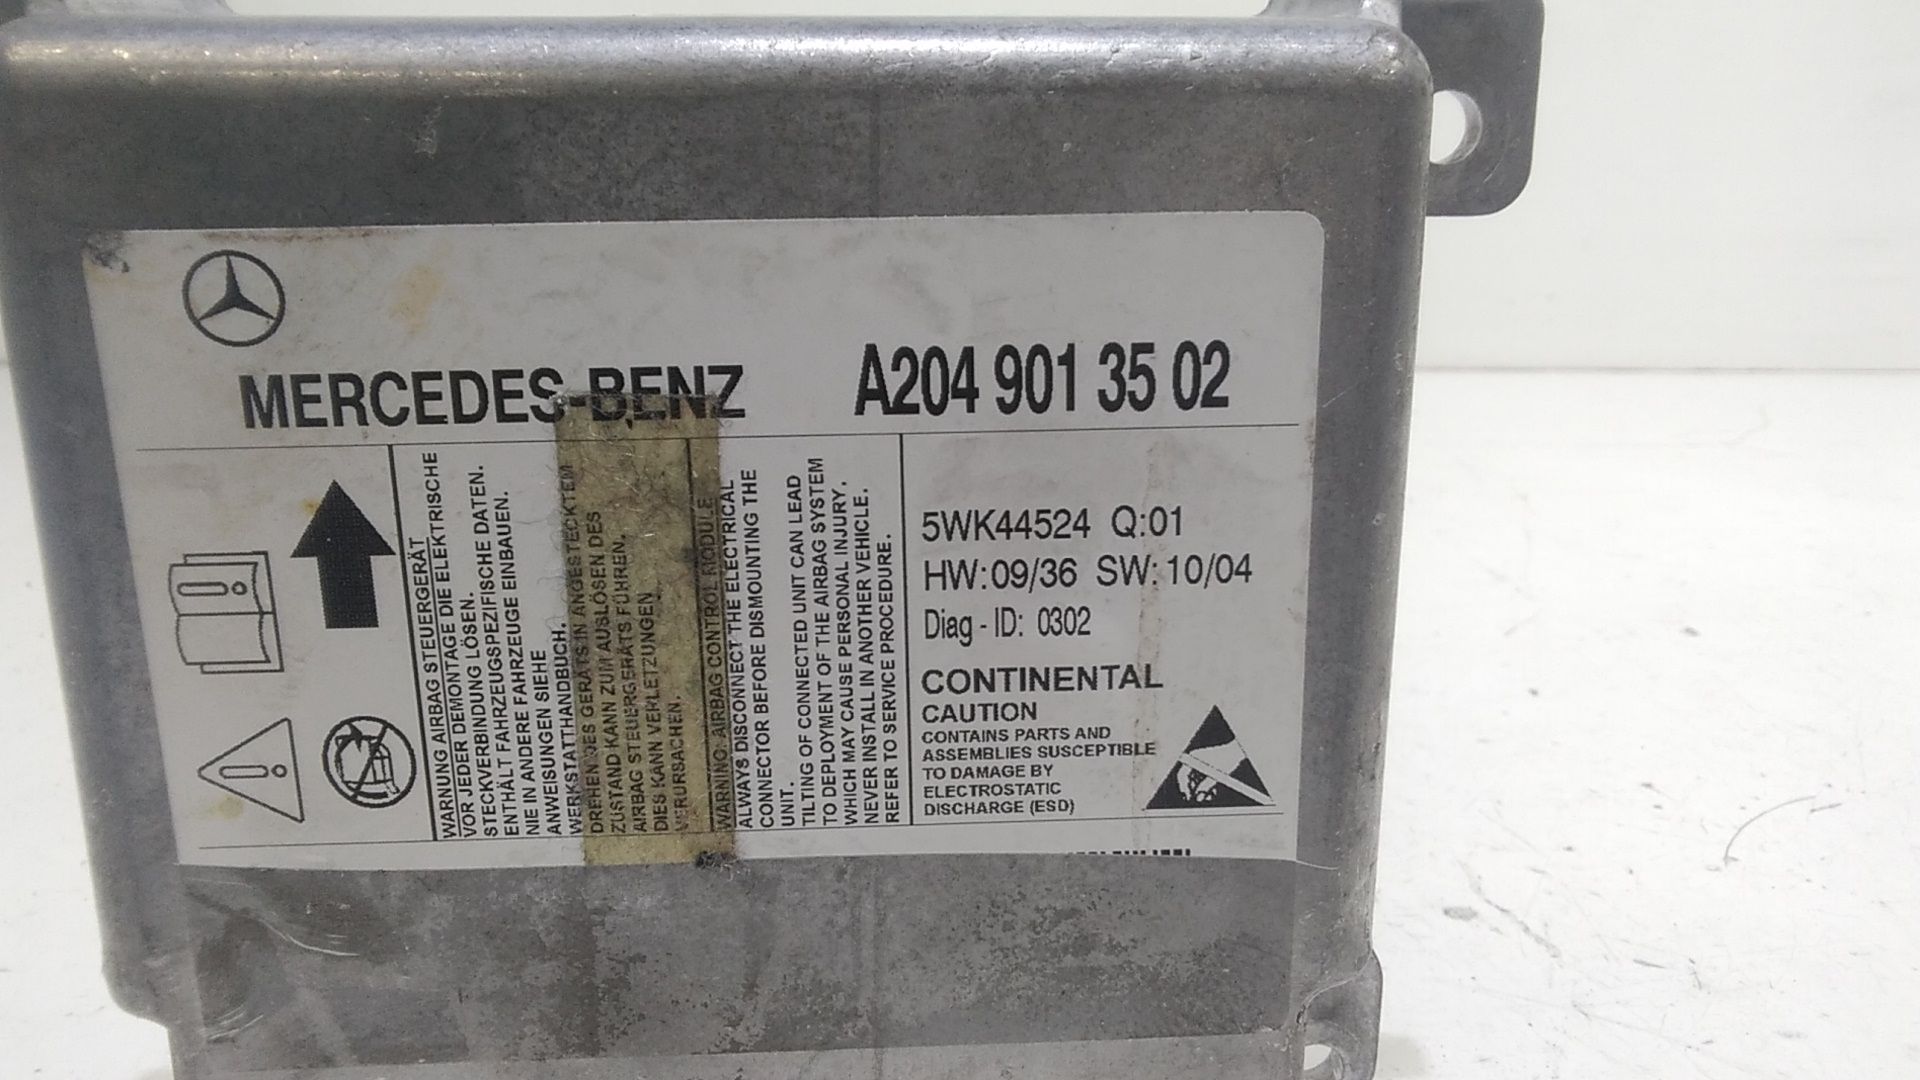 MERCEDES-BENZ A204 901 35 02
WARNUNG AIRBAG STEUERGERÄT
VOR JEDER DEMONTAGE DIE ELEKTRISCHE
STECKVERBINDUNG LÖSEN.
ENTHÄLT FAHRZEUGSPEZIFISCHE DATEN.
NIE IN ANDERE FAHRZEUGE EINBAUEN.
ANWEISUNGEN SIEHE
WERKSTATTHANDBUCH.
DREHEN DES GERÄTS IN ANGESTECKTEM
ZUSTAND KANN ZUM AUSLÖSEN DES
AIRBAG STEUERGERÄTS FÜHREN.
DIES KANN VERLETZUNGEN
VERURSACHEN.
WARNING: AIRBAG CONTROL MODULE
ALWAYS DISCONNECT THE ELECTRICAL
CONNECTOR BEFORE DISMOUNTING THE
UNIT.
TILTING OF CONNECTED UNIT CAN LEAD
TO DEPLOYMENT OF THE AIRBAG SYSTEM
WHICH MAY CAUSE PERSONAL INJURY.
NEVER INSTALL IN ANOTHER VEHICLE.
REFER TO SERVICE PROCEDURE.
5WK44524 Q:01
HW:09/36 SW:10/04
Diag - ID: 0302
CONTINENTAL
CAUTION
CONTAINS PARTS AND
ASSEMBLIES SUSCEPTIBLE
TO DAMAGE BY
ELECTROSTATIC
DISCHARGE (ESD)